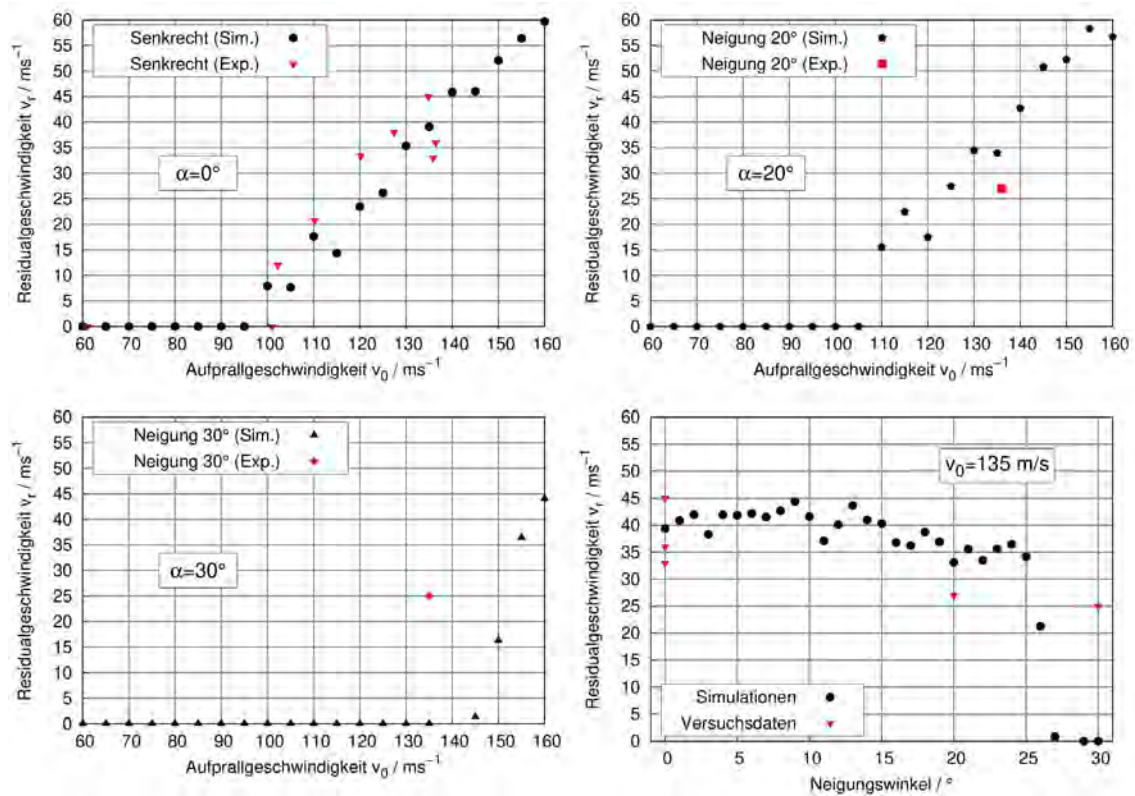 60
55
50
45
40
35
30
25
20
15
10
5
0
Residualgeschwindigkeit v_r / ms⁻¹
Senkrecht (Sim.)
Senkrecht (Exp.)
α=0°
60 70 80 90 100 110 120 130 140 150 160
Aufprallgeschwindigkeit v₀ / ms⁻¹
60
55
50
45
40
35
30
25
20
15
10
5
0
Residualgeschwindigkeit v_r / ms⁻¹
Neigung 20° (Sim.)
Neigung 20° (Exp.)
α=20°
60 70 80 90 100 110 120 130 140 150 160
Aufprallgeschwindigkeit v₀ / ms⁻¹
60
55
50
45
40
35
30
25
20
15
10
5
0
Residualgeschwindigkeit v_r / ms⁻¹
Neigung 30° (Sim.)
Neigung 30° (Exp.)
α=30°
60 70 80 90 100 110 120 130 140 150 160
Aufprallgeschwindigkeit v₀ / ms⁻¹
60
55
50
45
40
35
30
25
20
15
10
5
0
Residualgeschwindigkeit v_r / ms⁻¹
v₀=135 m/s
Simulationen
Versuchsdaten
0 5 10 15 20 25 30
Neigungswinkel / °